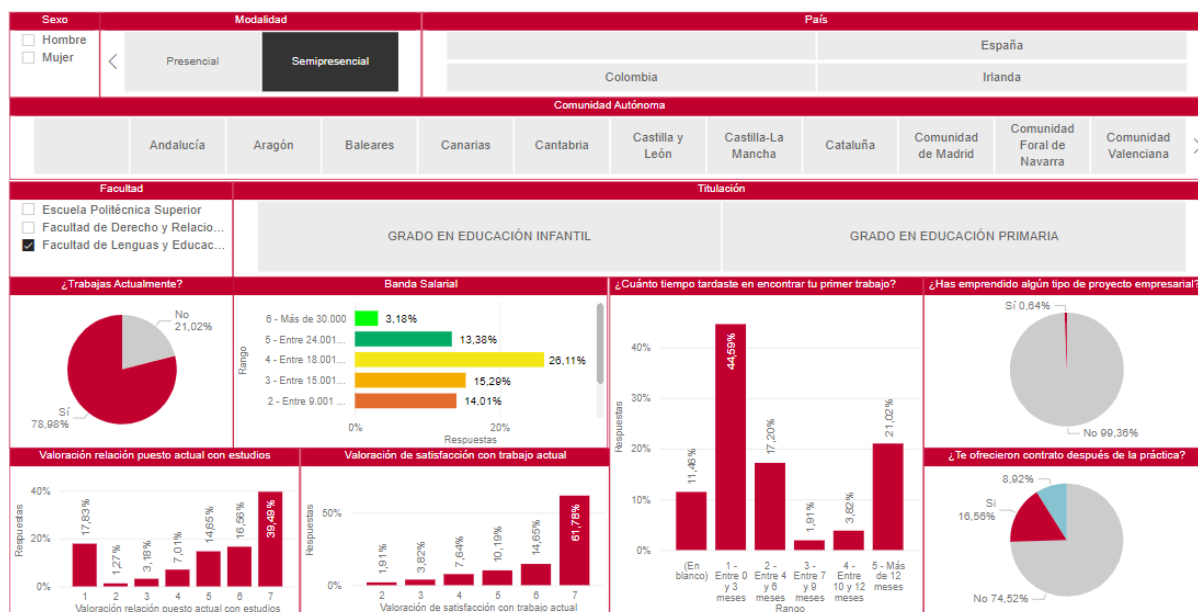 Sexo
Modalidad
País
Hombre
Mujer
Presencial
Semipresencial
España
Colombia
Irlanda
Comunidad Autónoma
Andalucía
Aragón
Baleares
Canarias
Cantabria
Castilla y
León
Castilla-La
Mancha
Cataluña
Comunidad
de Madrid
Comunidad
Foral de
Navarra
Comunidad
Valenciana
Facultad
Titulación
Escuela Politécnica Superior
Facultad de Derecho y Relacio...
Facultad de Lenguas y Educac...
GRADO EN EDUCACIÓN INFANTIL
GRADO EN EDUCACIÓN PRIMARIA
¿Trabajas Actualmente?
No
21,02%
Sí
78,98%
Banda Salarial
Rango
6 - Más de 30.000
3,18%
5 - Entre 24.001...
13,38%
4 - Entre 18.001...
26,11%
3 - Entre 15.001...
15,29%
2 - Entre 9.001 ...
14,01%
0%
20%
Respuestas
¿Cuánto tiempo tardaste en encontrar tu primer trabajo?
Respuestas
40%
30%
20%
10%
0%
11,46%
44,59%
17,20%
1,91%
3,82%
21,02%
(En
blanco)
1 -
Entre 0
y 3
meses
2 -
Entre 4
y 6
meses
3 -
Entre 7
y 9
meses
4 -
Entre
10 y 12
meses
5 - Más
de 12
meses
Rango
¿Has emprendido algún tipo de proyecto empresarial?
Sí 0,64%
No 99,36%
Valoración relación puesto actual con estudios
Respuestas
40%
20%
0%
17,83%
1,27%
3,18%
7,01%
14,65%
16,56%
39,49%
1
2
3
4
5
6
7
Valoración relación puesto actual con estudios
Valoración de satisfacción con trabajo actual
Respuestas
50%
0%
1,91%
3,82%
7,64%
10,19%
14,65%
61,78%
2
3
4
5
6
7
Valoración de satisfacción con trabajo actual
¿Te ofrecieron contrato después de la práctica?
8,92%
Sí
16,56%
No 74,52%